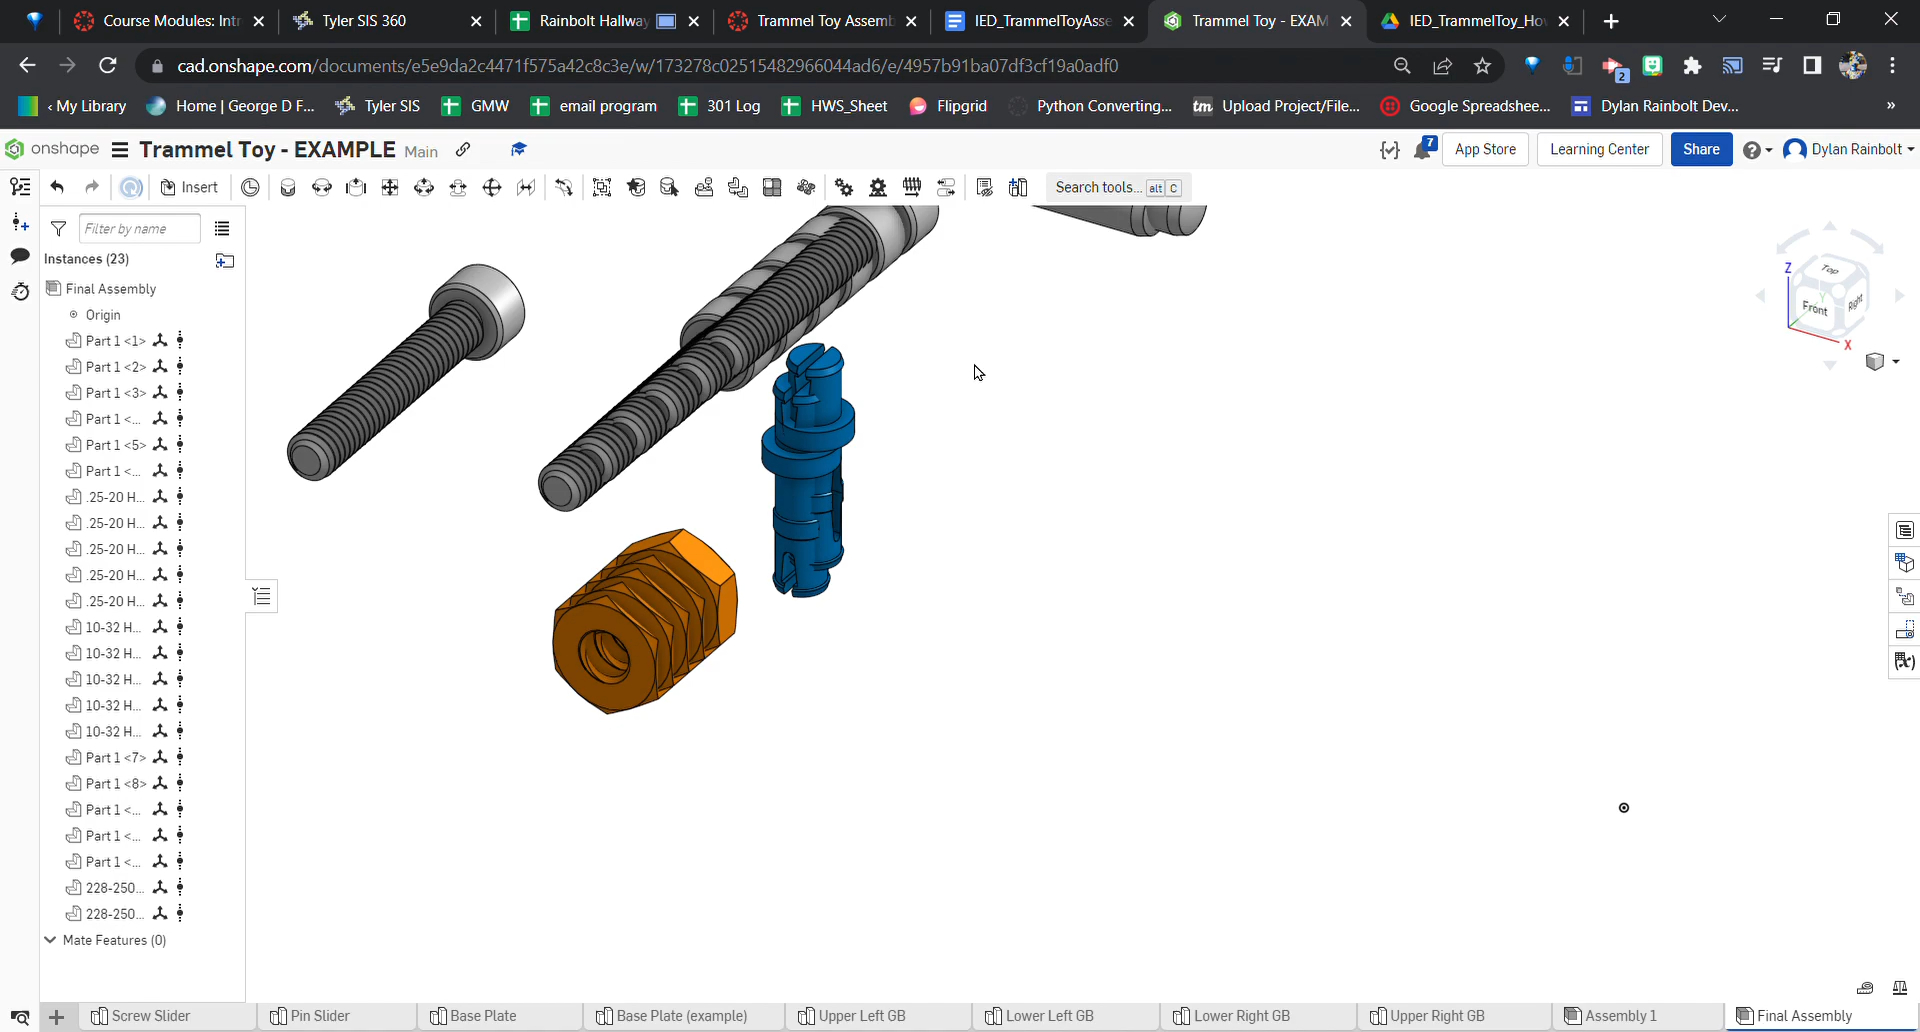 Course Modules: Intr
Tyler SIS 360
Rainbolt Hallway
Trammel Toy Assemb
IED_TrammelToyAsse
Trammel Toy - EXAM
IED_TrammelToy_Ho
cad.onshape.com/documents/e5e9da2c4471f575a42c8c3e/w/173278c02515482966044ad6/e/4957b91ba07df3cf19a0adf0
2
‹ My Library
Home | George D F...
Tyler SIS
GMW
email program
301 Log
HWS_Sheet
Flipgrid
Python Converting...
tm Upload Project/File...
Google Spreadshee...
Dylan Rainbolt Dev...
»
onshape
Trammel Toy - EXAMPLE Main
7
App Store
Learning Center
Share
Dylan Rainbolt
Insert
Search tools... alt C
Filter by name
Instances (23)
Final Assembly
Origin
Part 1 <1>
Part 1 <2>
Part 1 <3>
Part 1 <...
Part 1 <5>
Part 1 <...
.25-20 H...
.25-20 H...
.25-20 H...
.25-20 H...
.25-20 H...
10-32 H...
10-32 H...
10-32 H...
10-32 H...
10-32 H...
Part 1 <7>
Part 1 <8>
Part 1 <...
Part 1 <...
Part 1 <...
228-250...
228-250...
Mate Features (0)
Z
Top
Y
Front
Right
X
Screw Slider
Pin Slider
Base Plate
Base Plate (example)
Upper Left GB
Lower Left GB
Lower Right GB
Upper Right GB
Assembly 1
Final Assembly